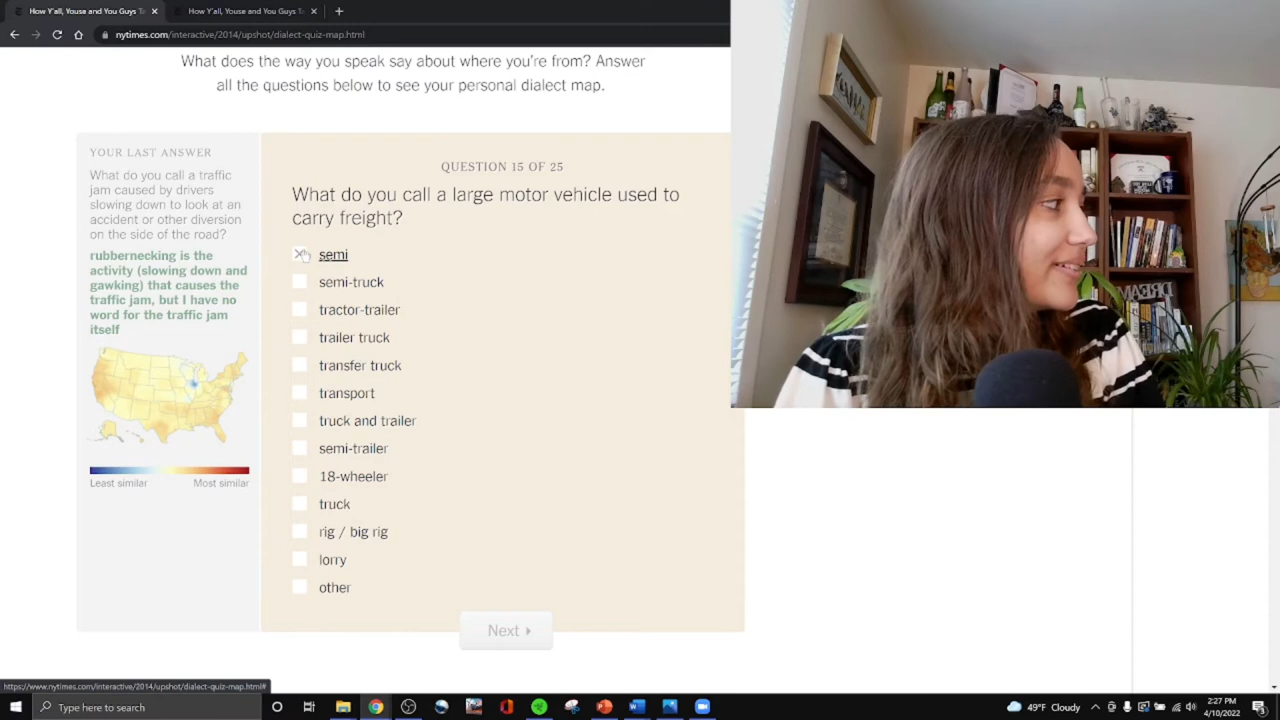 How Y'all, Youse and You Guys T
How Y'all, Youse and You Guys T
nytimes.com/interactive/2014/upshot/dialect-quiz-map.html
What does the way you speak say about where you're from? Answer
all the questions below to see your personal dialect map.
YOUR LAST ANSWER
What do you call a traffic
jam caused by drivers
slowing down to look at an
accident or other diversion
on the side of the road?
rubbernecking is the
activity (slowing down and
gawking) that causes the
traffic jam, but I have no
word for the traffic jam
itself
Least similar
Most similar
QUESTION 15 OF 25
What do you call a large motor vehicle used to
carry freight?
semi
semi-truck
tractor-trailer
trailer truck
transfer truck
transport
truck and trailer
semi-trailer
18-wheeler
truck
rig / big rig
lorry
other
Next
DREAM
https://www.nytimes.com/interactive/2014/upshot/dialect-quiz-map.html#
Type here to search
49°F Cloudy
2:27 PM
4/10/2022